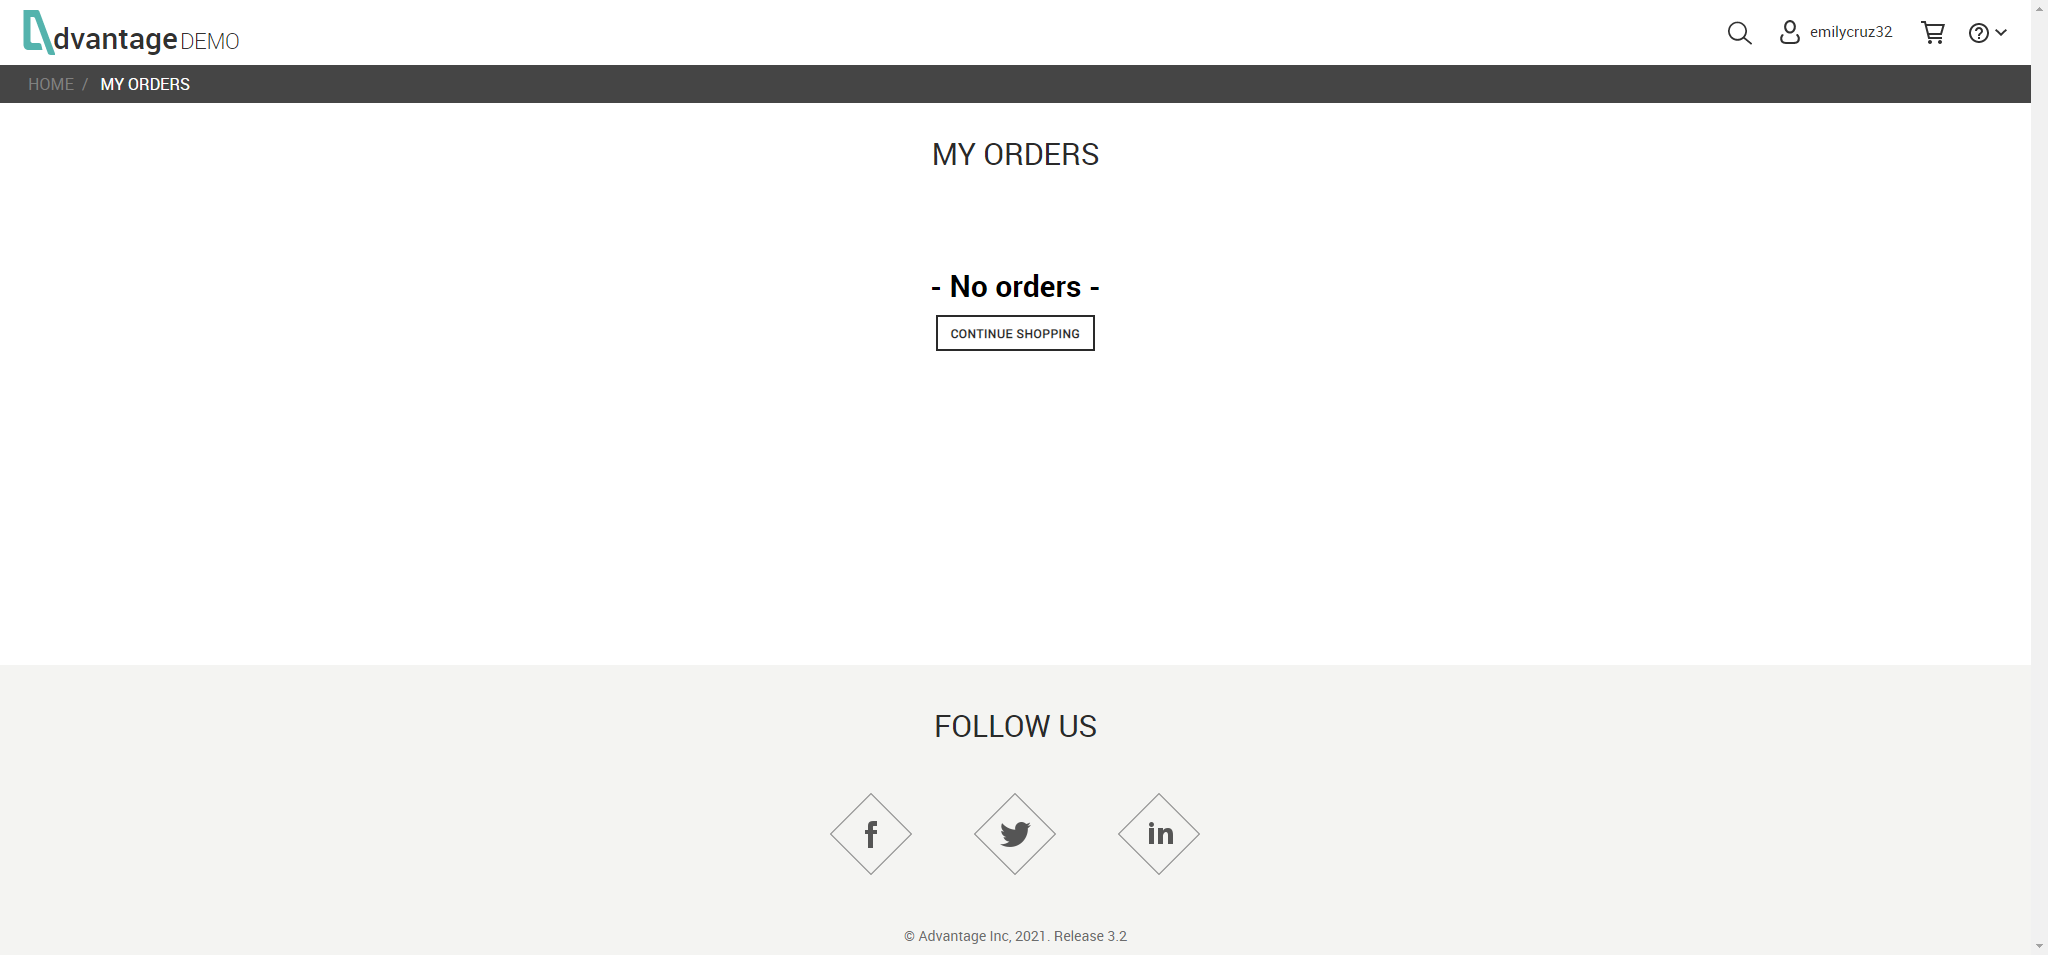 dvantage DEMO
emilycruz32
HOME / MY ORDERS
MY ORDERS
- No orders -
CONTINUE SHOPPING
FOLLOW US
f
in
© Advantage Inc, 2021. Release 3.2